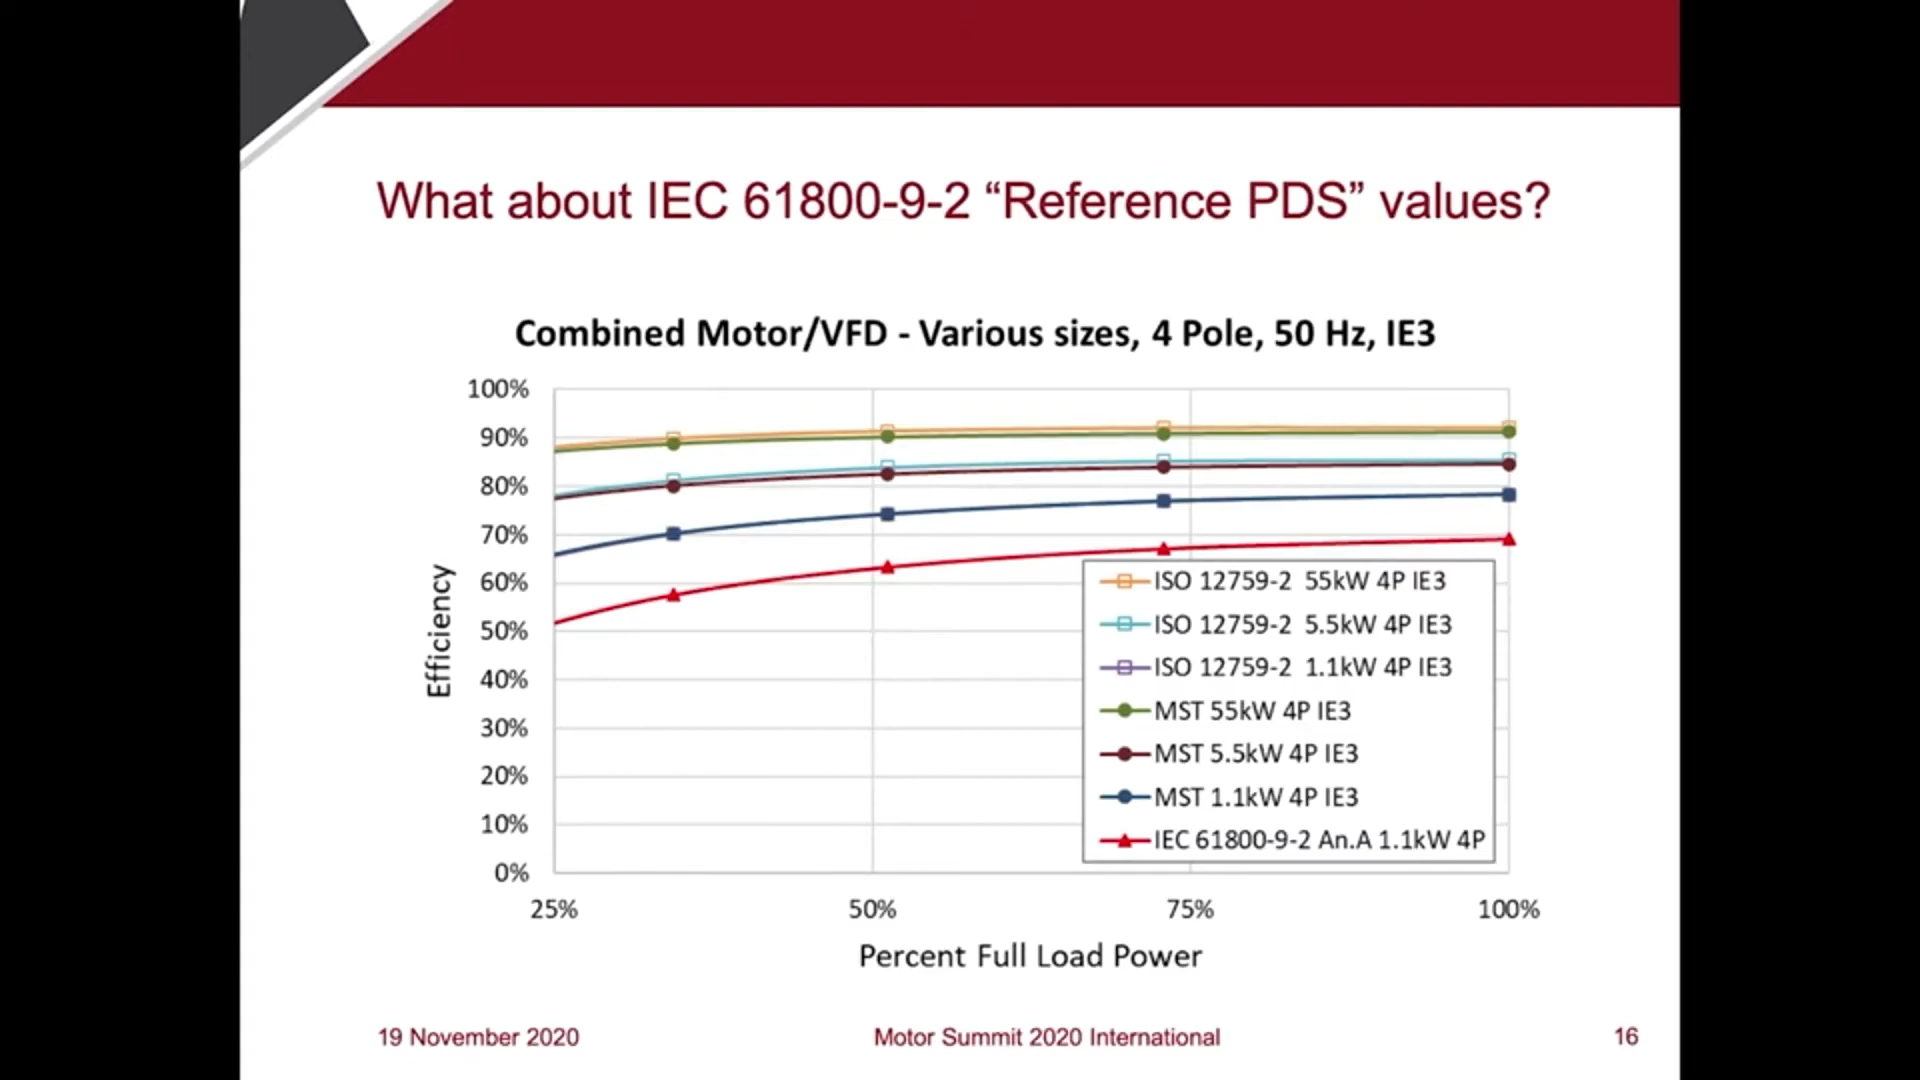 What about IEC 61800-9-2 “Reference PDS” values?
Combined Motor/VFD - Various sizes, 4 Pole, 50 Hz, IE3
100%
90%
80%
70%
60%
50%
40%
30%
20%
10%
0%
Efficiency
ISO 12759-2 55kW 4P IE3
ISO 12759-2 5.5kW 4P IE3
ISO 12759-2 1.1kW 4P IE3
MST 55kW 4P IE3
MST 5.5kW 4P IE3
MST 1.1kW 4P IE3
IEC 61800-9-2 An.A 1.1kW 4P
25% 50% 75% 100%
Percent Full Load Power
19 November 2020 Motor Summit 2020 International 16